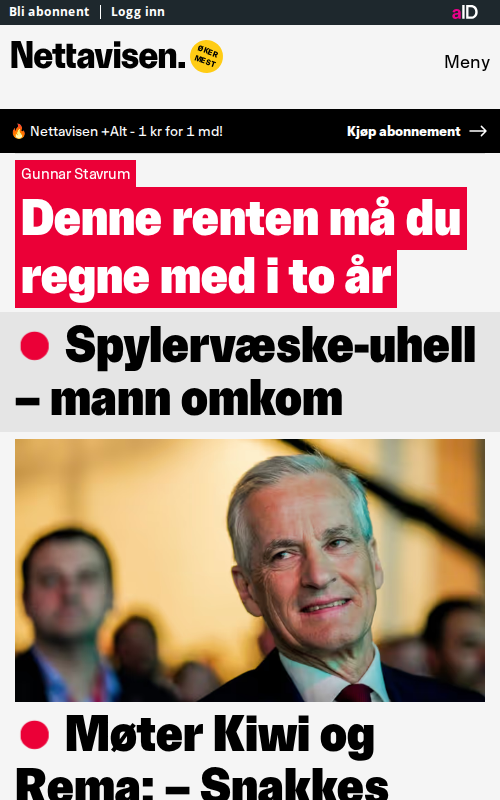 Bli abonnent | Logg inn
aID
Nettavisen.
ØKER
MEST
Meny
🔥 Nettavisen +Alt - 1 kr for 1 md!
Kjøp abonnement →
Gunnar Stavrum
Denne renten må du
regne med i to år
Spylervæske-uhell
– mann omkom
Møter Kiwi og
Rema: – Snakkes